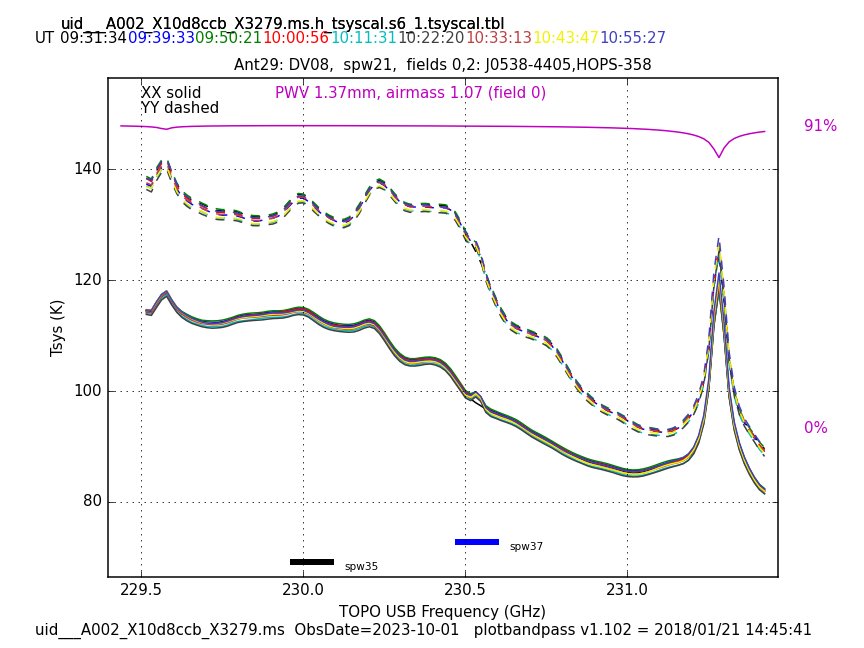 uid___A002_X10d8ccb_X3279.ms.h_tsyscal.s6_1.tsyscal.tbl
UT 09:31:34 09:39:33 09:50:21 10:00:56 10:11:31 10:22:20 10:33:13 10:43:47 10:55:27
Ant29: DV08, spw21, fields 0,2: J0538-4405,HOPS-358
XX solid PWV 1.37mm, airmass 1.07 (field 0)
YY dashed
91%
140
120
Tsys (K)
100
0%
80
spw37
spw35
229.5 230.0 230.5 231.0
TOPO USB Frequency (GHz)
uid___A002_X10d8ccb_X3279.ms ObsDate=2023-10-01 plotbandpass v1.102 = 2018/01/21 14:45:41